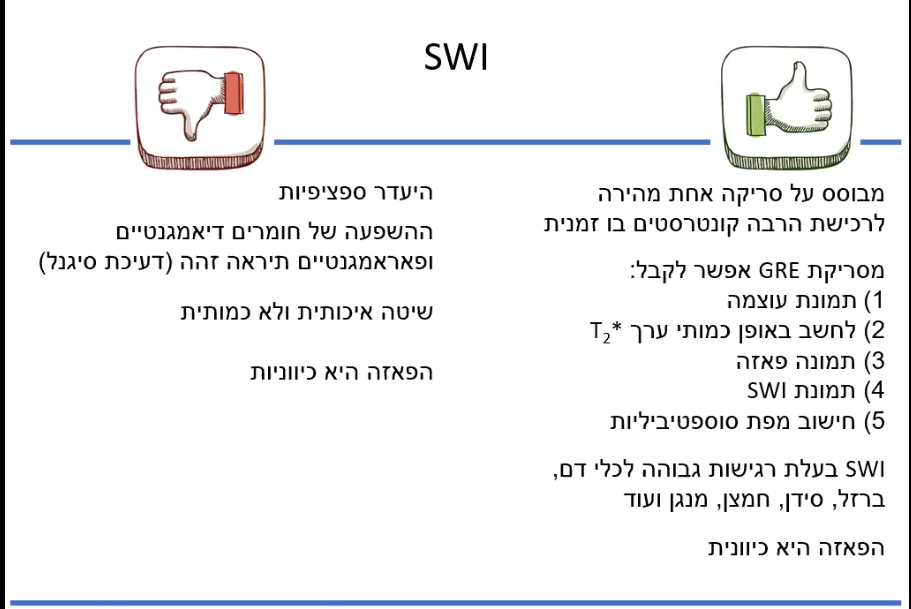 SWI
מבוסס על סריקה אחת מהירה
לרכישת הרבה קונטרסטים בו זמנית
מסריקת GRE אפשר לקבל:
1) תמונת עוצמה
2) לחשב באופן כמותי ערך T₂*
3) תמונה פאזה
4) תמונת SWI
5) חישוב מפת סוספטיביליות
SWI בעלת רגישות גבוהה לכלי דם,
ברזל, סידן, חמצן, מנגן ועוד
הפאזה היא כיוונית
היעדר ספציפיות
ההשפעה של חומרים דיאמגנטיים
ופאראמגנטיים תיראה זהה (דעיכת סיגנל)
שיטה איכותית ולא כמותית
הפאזה היא כיווניות